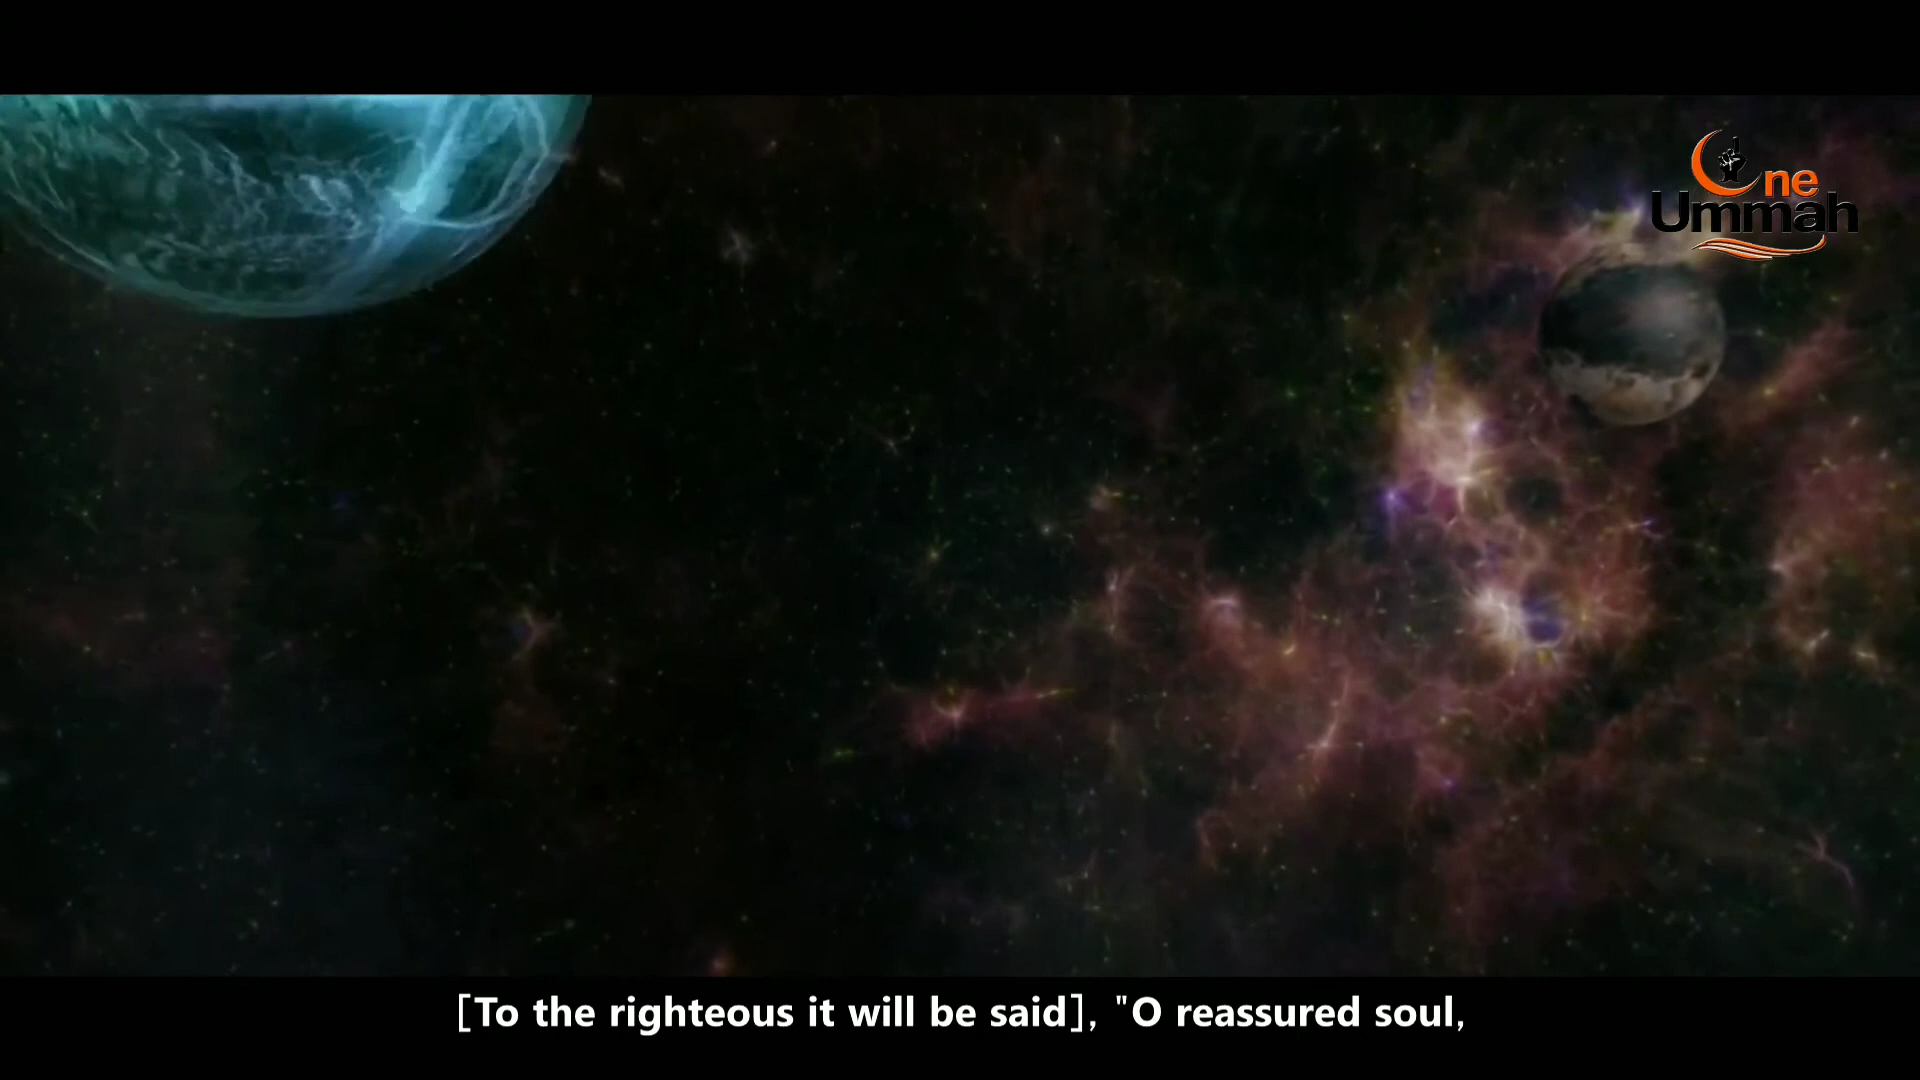 One
Ummah
[To the righteous it will be said], "O reassured soul,